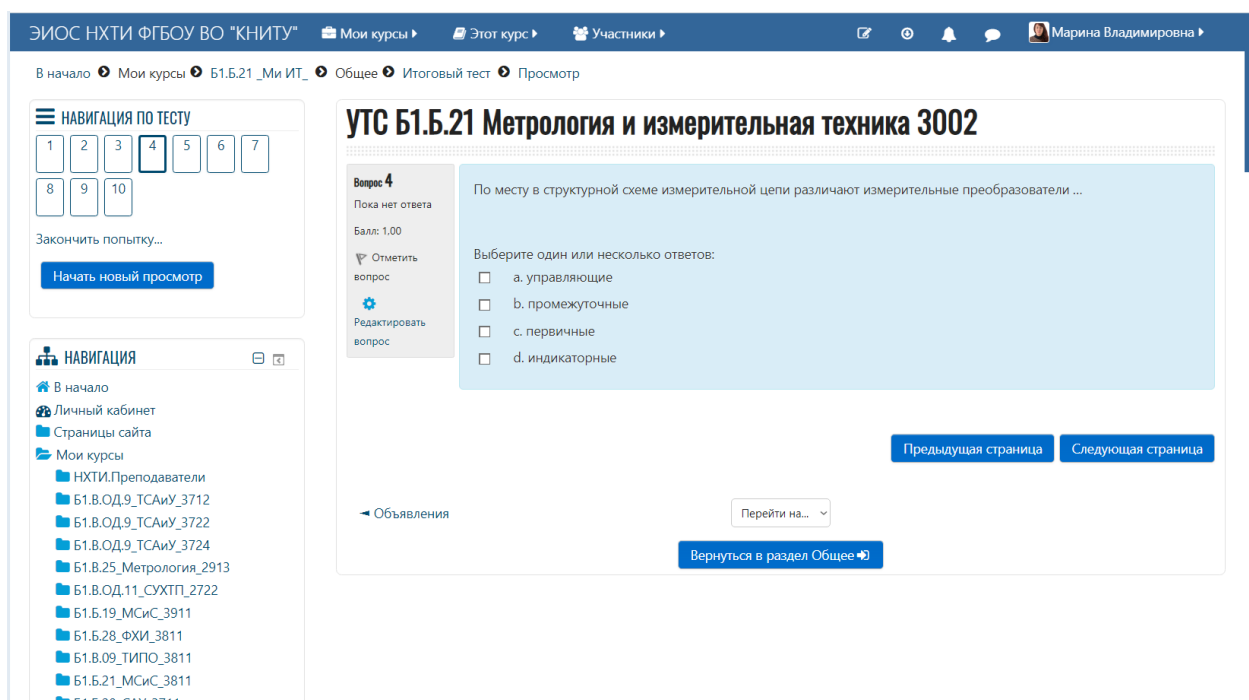 ЭИОС НХТИ ФГБОУ ВО "КНИТУ" Мои курсы Этот курс Участники Марина Владимировна
В начало Мои курсы Б1.Б.21 _Ми ИТ_ Общее Итоговый тест Просмотр
НАВИГАЦИЯ ПО ТЕСТУ
1 2 3 4 5 6 7
8 9 10
Закончить попытку...
Начать новый просмотр
НАВИГАЦИЯ
В начало
Личный кабинет
Страницы сайта
Мои курсы
НХТИ.Преподаватели
Б1.В.ОД.9_ТСАиУ_3712
Б1.В.ОД.9_ТСАиУ_3722
Б1.В.ОД.9_ТСАиУ_3724
Б1.В.25_Метрология_2913
Б1.В.ОД.11_СУХТП_2722
Б1.Б.19_МСиС_3911
Б1.Б.28_ФХИ_3811
Б1.В.09_ТИПО_3811
Б1.Б.21_МСиС_3811
УТС Б1.Б.21 Метрология и измерительная техника 3002
Вопрос 4
Пока нет ответа
Балл: 1,00
Отметить
вопрос
Редактировать
вопрос
По месту в структурной схеме измерительной цепи различают измерительные преобразователи ...
Выберите один или несколько ответов:
a. управляющие
b. промежуточные
c. первичные
d. индикаторные
Предыдущая страница Следующая страница
◄ Объявления
Перейти на...
Вернуться в раздел Общее